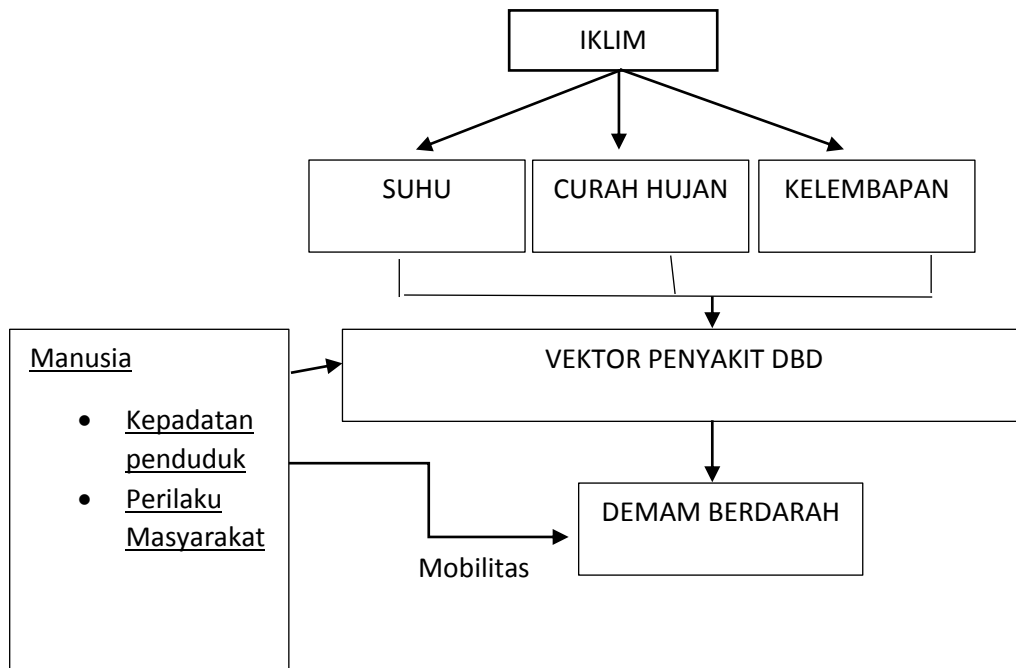 IKLIM
SUHU
CURAH HUJAN
KELEMBAPAN
Manusia
• Kepadatan
penduduk
• Perilaku
Masyarakat
VEKTOR PENYAKIT DBD
DEMAM BERDARAH
Mobilitas